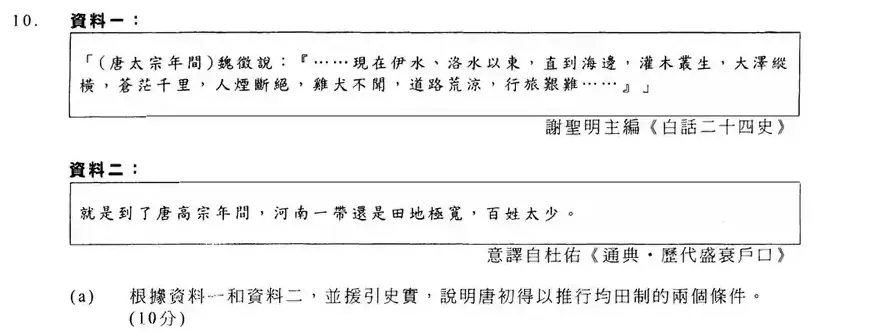 10. 資料一：
「(唐太宗年間)魏徵說：『……現在伊水、洛水以東，直到海邊，灌木叢生，大澤縱
橫，蒼茫千里，人煙斷絕，雞犬不聞，道路荒涼，行旅艱難……』」
謝聖明主編《白話二十四史》
資料二：
就是到了唐高宗年間，河南一帶還是田地極寬，百姓太少。
意譯自杜佑《通典·歷代盛衰戶口》
(a) 根據資料一和資料二，並援引史實，說明唐初得以推行均田制的兩個條件。
(10分)